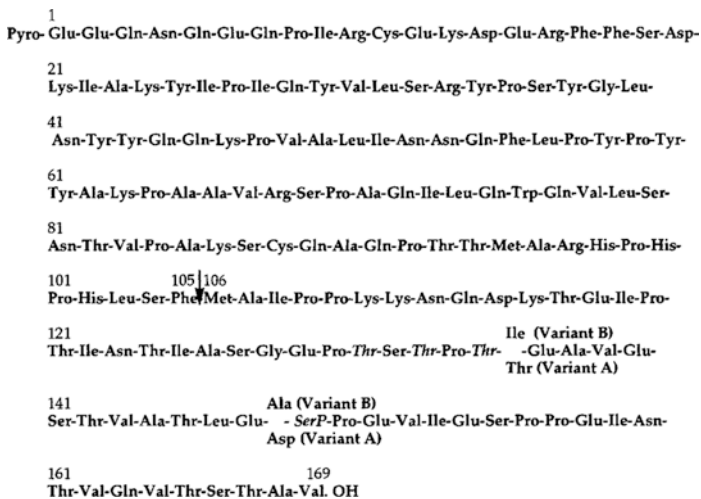 1
Pyro- Glu-Glu-Gln-Asn-Gln-Glu-Gln-Pro-Ile-Arg-Cys-Glu-Lys-Asp-Glu-Arg-Phe-Phe-Ser-Asp-
21
Lys-Ile-Ala-Lys-Tyr-Ile-Pro-Ile-Gln-Tyr-Val-Leu-Ser-Arg-Tyr-Pro-Ser-Tyr-Gly-Leu-
41
Asn-Tyr-Tyr-Gln-Gln-Lys-Pro-Val-Ala-Leu-Ile-Asn-Asn-Gln-Phe-Leu-Pro-Tyr-Pro-Tyr-
61
Tyr-Ala-Lys-Pro-Ala-Ala-Val-Arg-Ser-Pro-Ala-Gln-Ile-Leu-Gln-Trp-Gln-Val-Leu-Ser-
81
Asn-Thr-Val-Pro-Ala-Lys-Ser-Cys-Gln-Ala-Gln-Pro-Thr-Thr-Met-Ala-Arg-His-Pro-His-
101 105 106
Pro-His-Leu-Ser-Phe Met-Ala-Ile-Pro-Pro-Lys-Lys-Asn-Gln-Asp-Lys-Thr-Glu-Ile-Pro-
121 Ile (Variant B)
Thr-Ile-Asn-Thr-Ile-Ala-Ser-Gly-Glu-Pro-Thr-Ser-Thr-Pro-Thr- -Glu-Ala-Val-Glu-
Thr (Variant A)
141 Ala (Variant B)
Ser-Thr-Val-Ala-Thr-Leu-Glu- - SerP-Pro-Glu-Val-Ile-Glu-Ser-Pro-Pro-Glu-Ile-Asn-
Asp (Variant A)
161 169
Thr-Val-Gln-Val-Thr-Ser-Thr-Ala-Val. OH